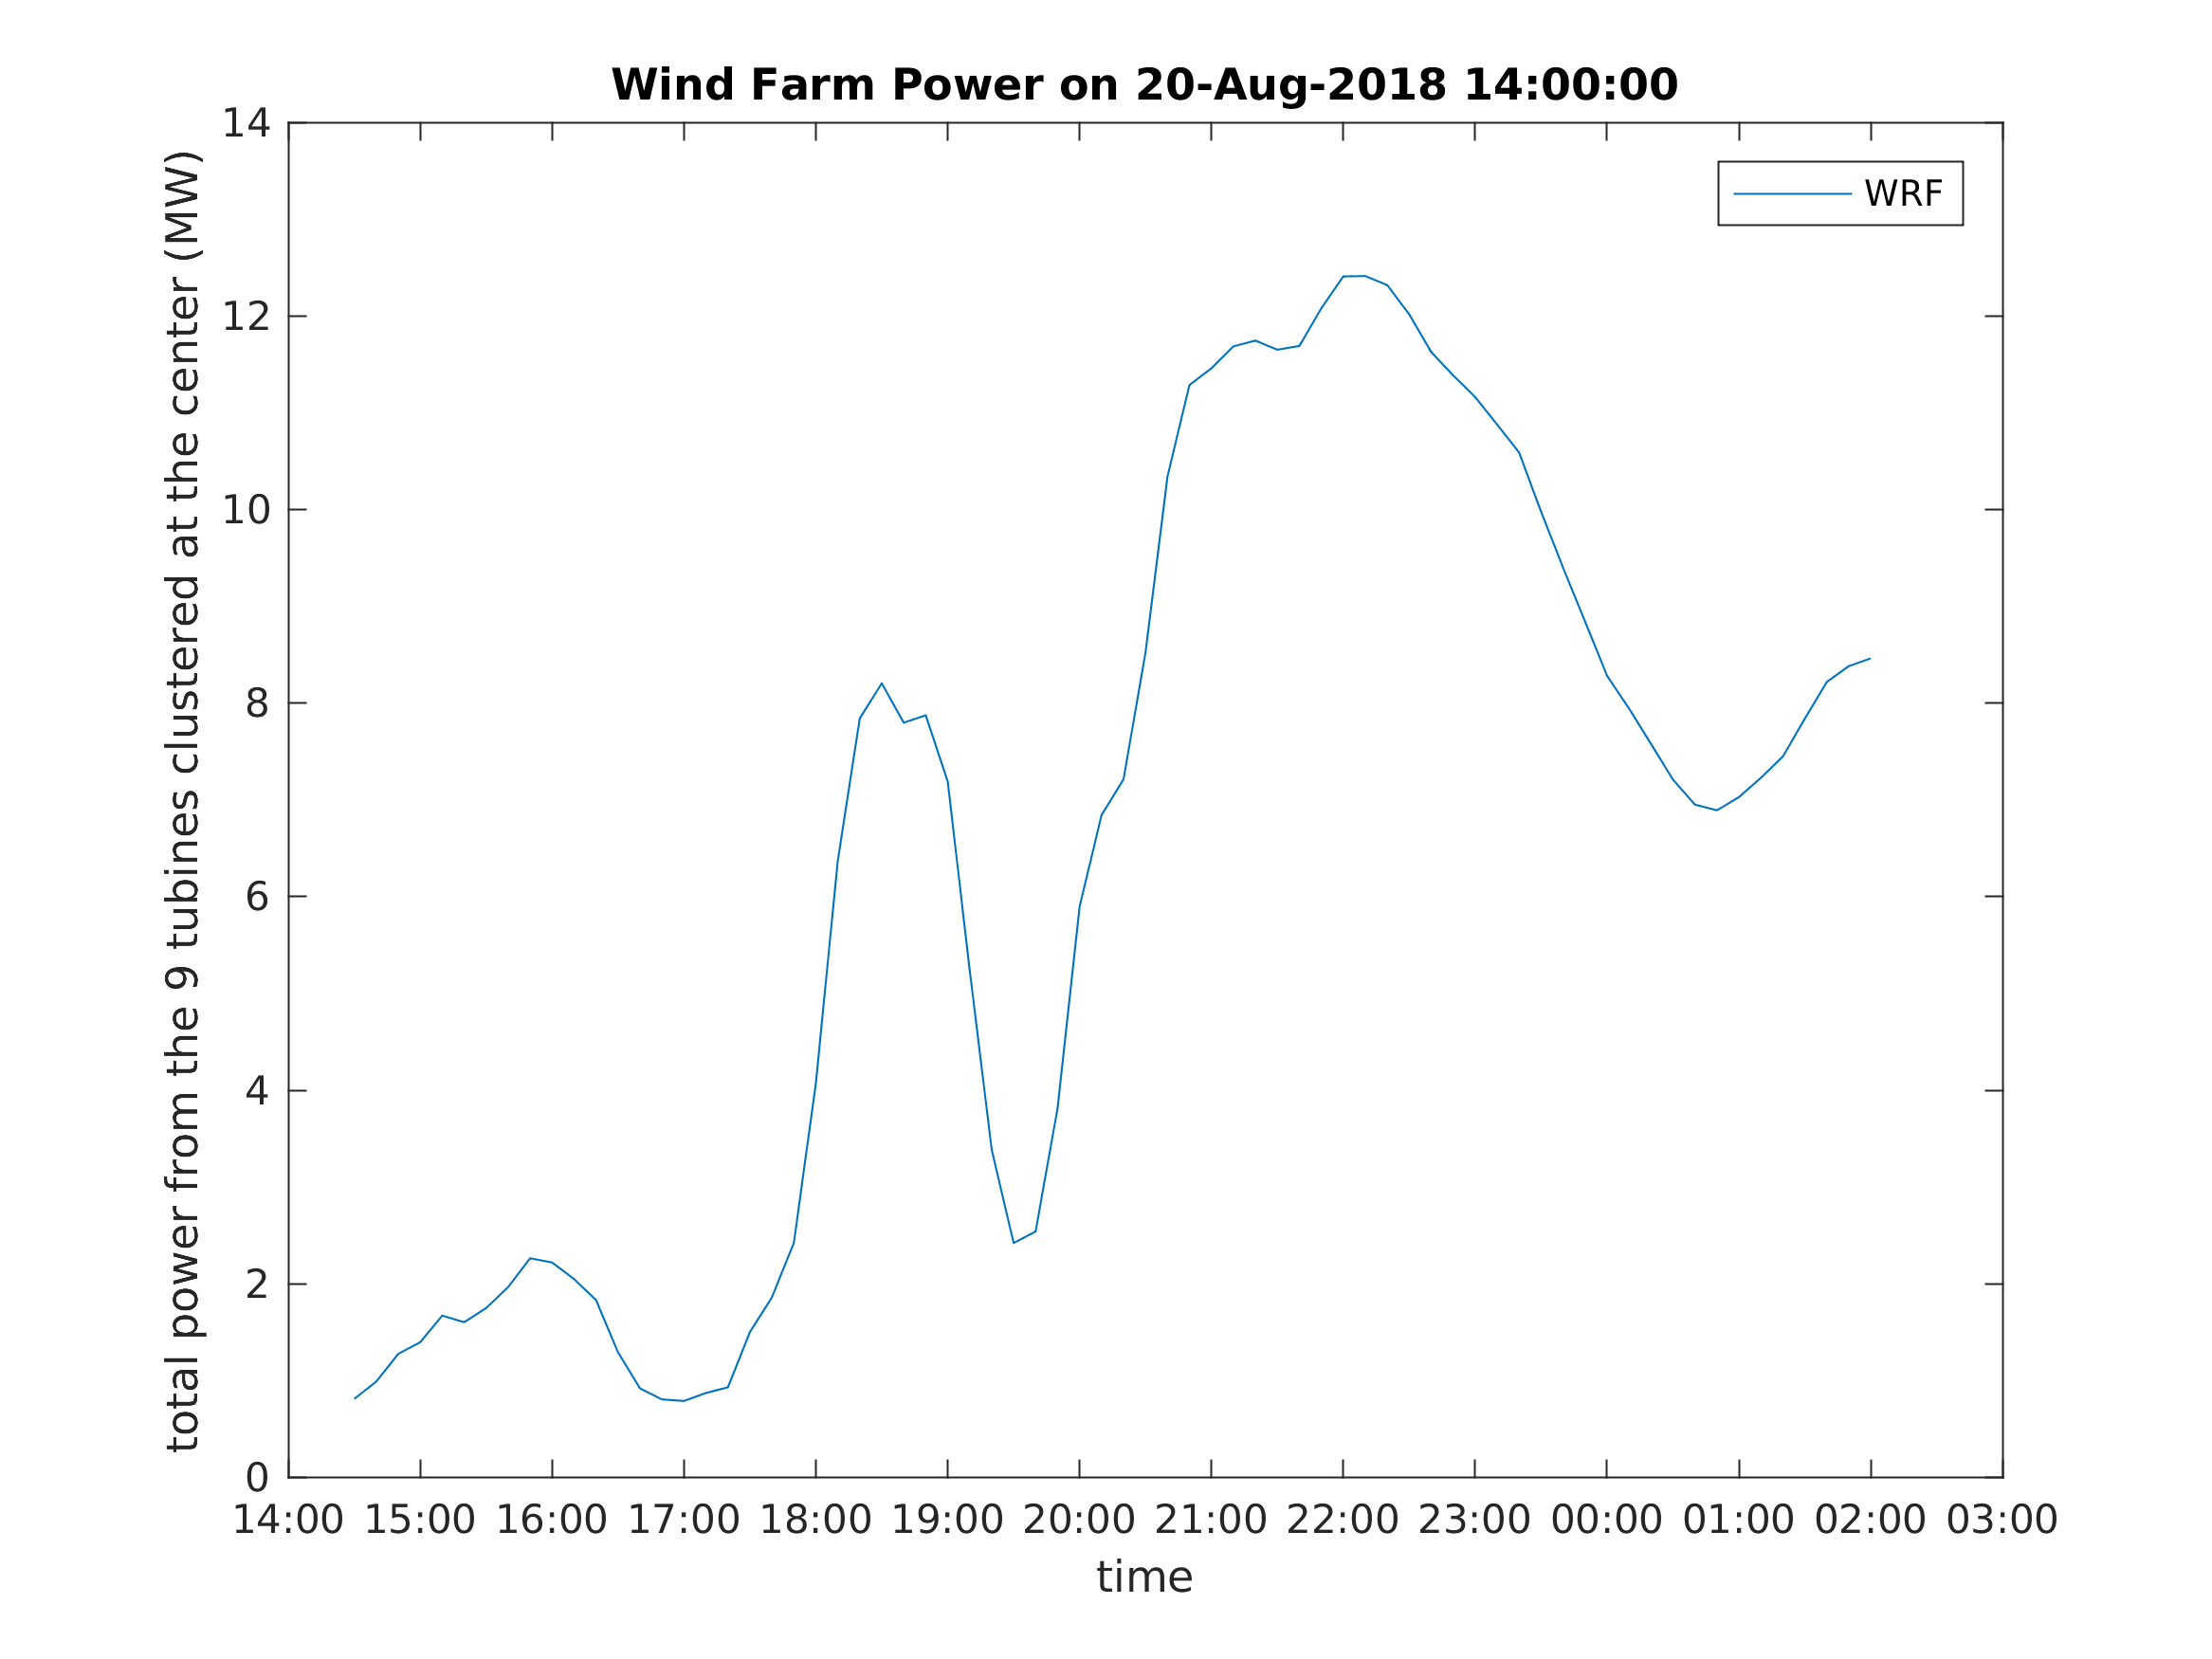 Wind Farm Power on 20-Aug-2018 14:00:00
total power from the 9 tubines clustered at the center (MW)
14
12
10
8
6
4
2
0
WRF
14:00 15:00 16:00 17:00 18:00 19:00 20:00 21:00 22:00 23:00 00:00 01:00 02:00 03:00
time